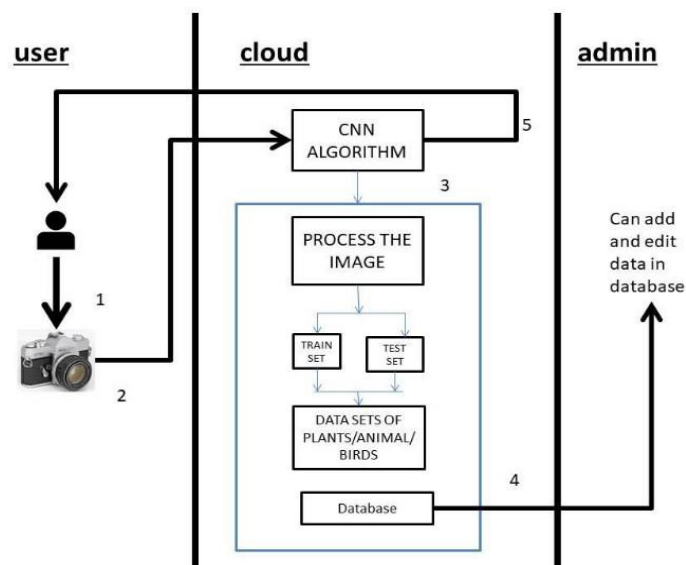 user
cloud
admin
CNN
ALGORITHM
5
3
PROCESS THE
IMAGE
Can add
and edit
data in
database
1
TRAIN
SET
TEST
SET
2
DATA SETS OF
PLANTS/ANIMAL/
BIRDS
4
Database